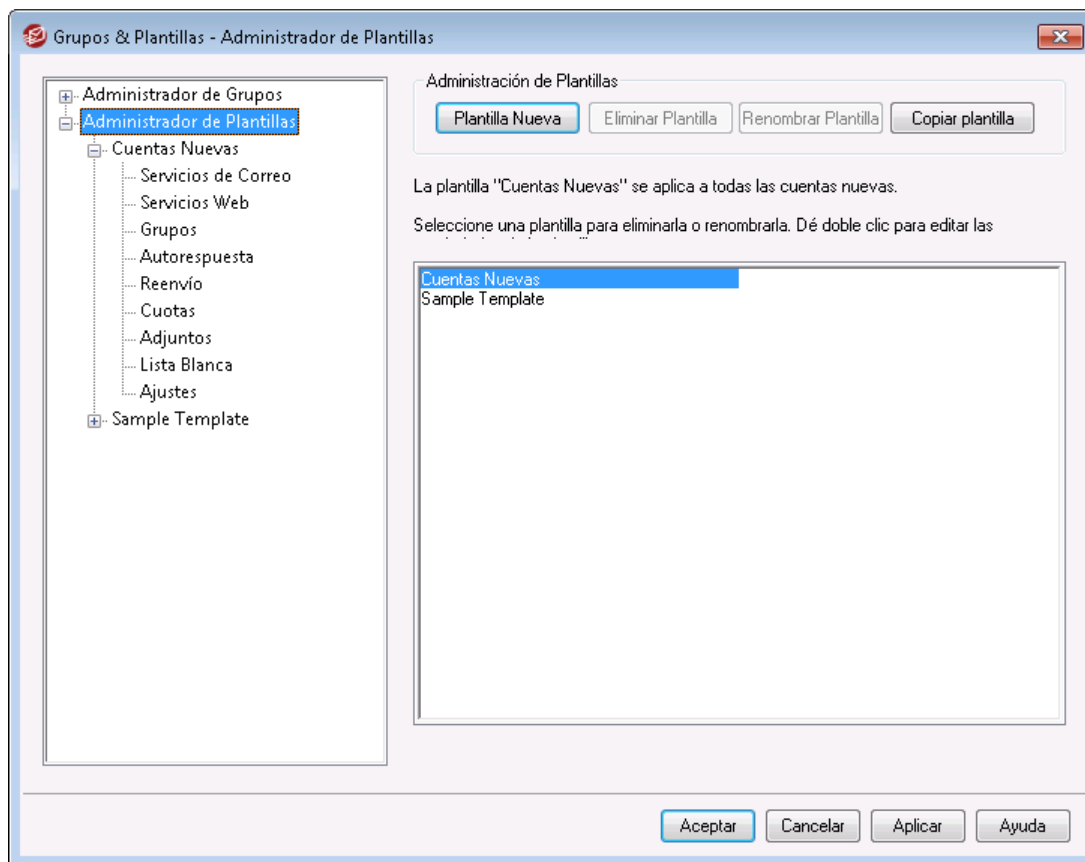 Grupos & Plantillas - Administrador de Plantillas
Administrador de Grupos
Administrador de Plantillas
Cuentas Nuevas
Servicios de Correo
Servicios Web
Grupos
Autorespuesta
Reenvío
Cuotas
Adjuntos
Lista Blanca
Ajustes
Sample Template
Administración de Plantillas
Plantilla Nueva
Eliminar Plantilla
Renombrar Plantilla
Copiar plantilla
La plantilla "Cuentas Nuevas" se aplica a todas las cuentas nuevas.
Seleccione una plantilla para eliminarla o renombrarla. Dé doble clic para editar las
Cuentas Nuevas
Sample Template
Aceptar
Cancelar
Aplicar
Ayuda